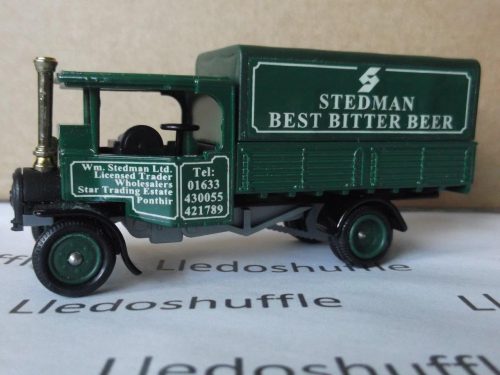 STEDMAN
BEST BITTER BEER
Wm. Stedman Ltd.
Licensed Trader
Wholesalers
Star Trading Estate
Ponthir
Tel:
01633
430055
421789
Lledoshuffle
Lledoshuffle
Lledoshuffle